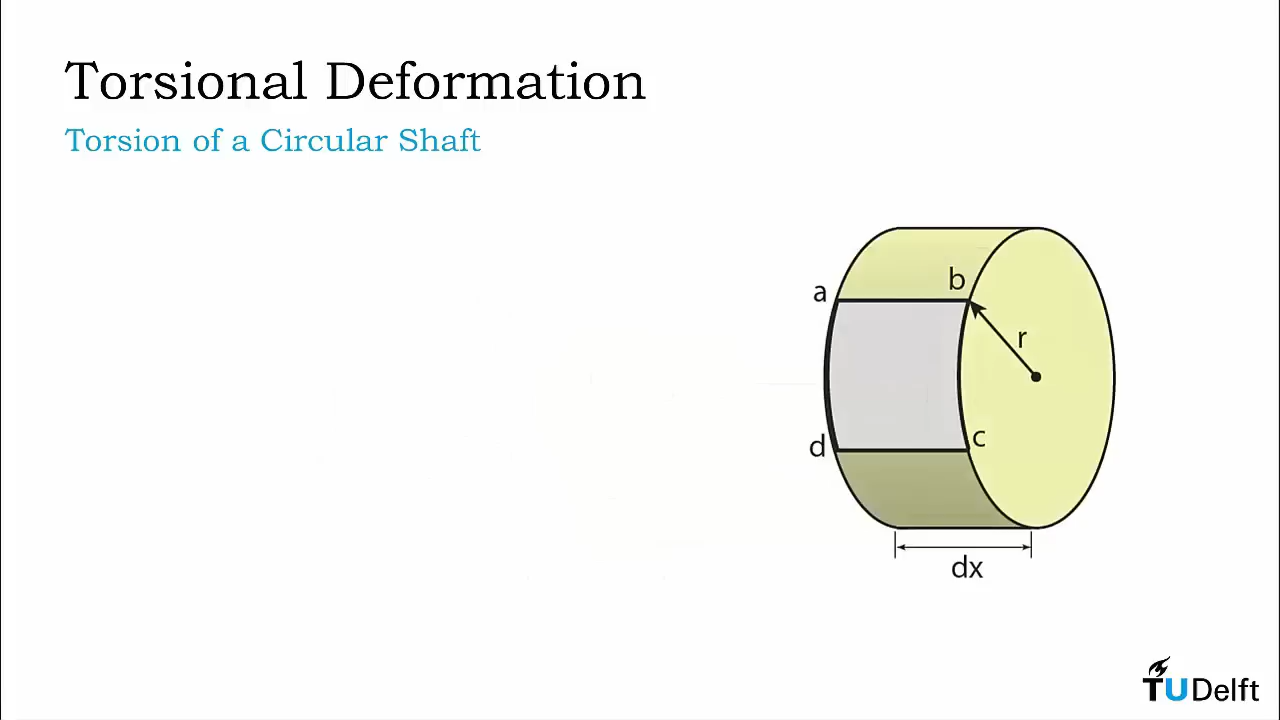 Torsional Deformation
Torsion of a Circular Shaft
a
b
r
d
c
dx
TUDelft